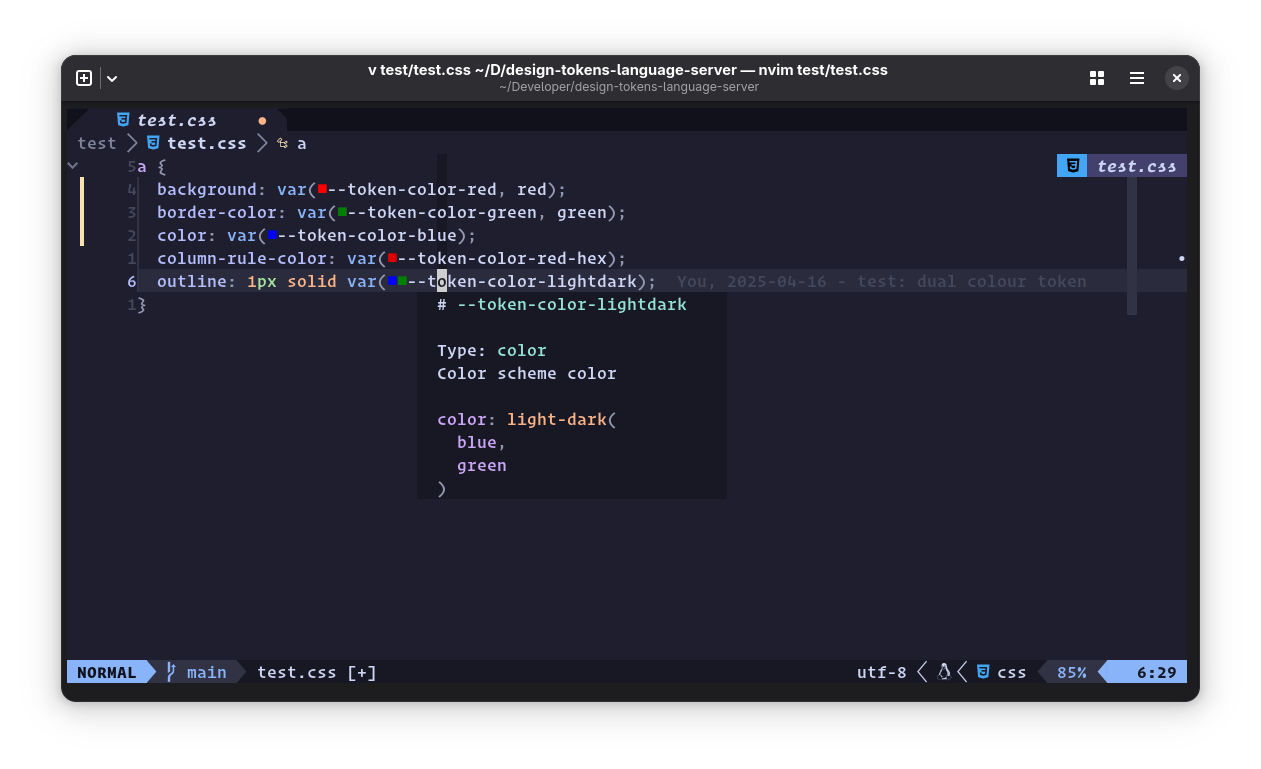 v test/test.css ~/D/design-tokens-language-server — nvim test/test.css
~/Developer/design-tokens-language-server
test.css
test test.css a
test.css
5 a {
4 background: var(--token-color-red, red);
3 border-color: var(--token-color-green, green);
2 color: var(--token-color-blue);
1 column-rule-color: var(--token-color-red-hex);
6 outline: 1px solid var(--token-color-lightdark); You, 2025-04-16 - test: dual colour token
1 }
# --token-color-lightdark
Type: color
Color scheme color
color: light-dark(
blue,
green
)
NORMAL main test.css [+] utf-8 css 85% 6:29